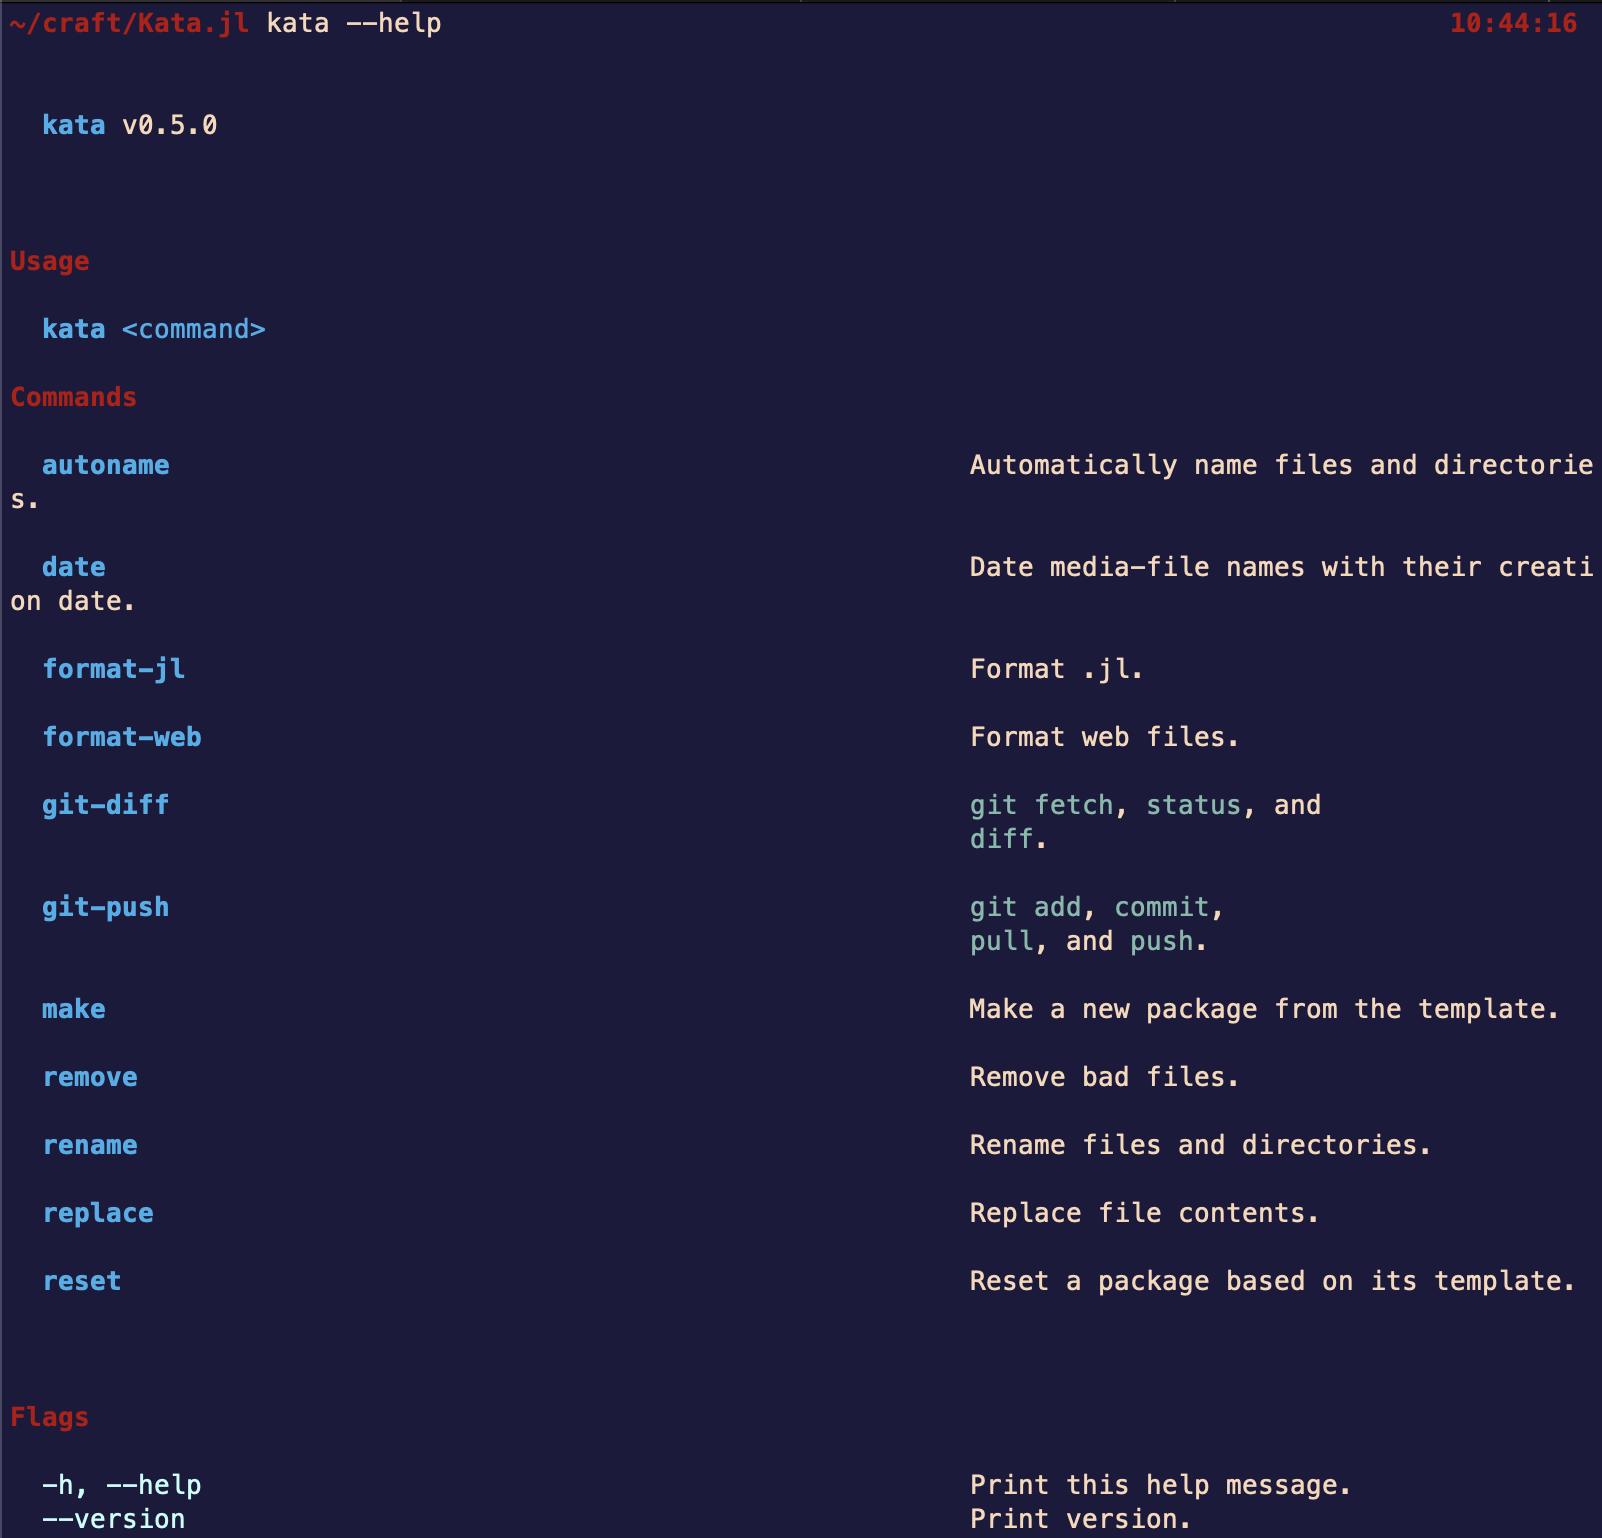 ~/craft/Kata.jl kata --help 10:44:16
kata v0.5.0
Usage
kata <command>
Commands
autoname Automatically name files and directorie
s.
date Date media-file names with their creati
on date.
format-jl Format .jl.
format-web Format web files.
git-diff git fetch, status, and
diff.
git-push git add, commit,
pull, and push.
make Make a new package from the template.
remove Remove bad files.
rename Rename files and directories.
replace Replace file contents.
reset Reset a package based on its template.
Flags
-h, --help Print this help message.
--version Print version.